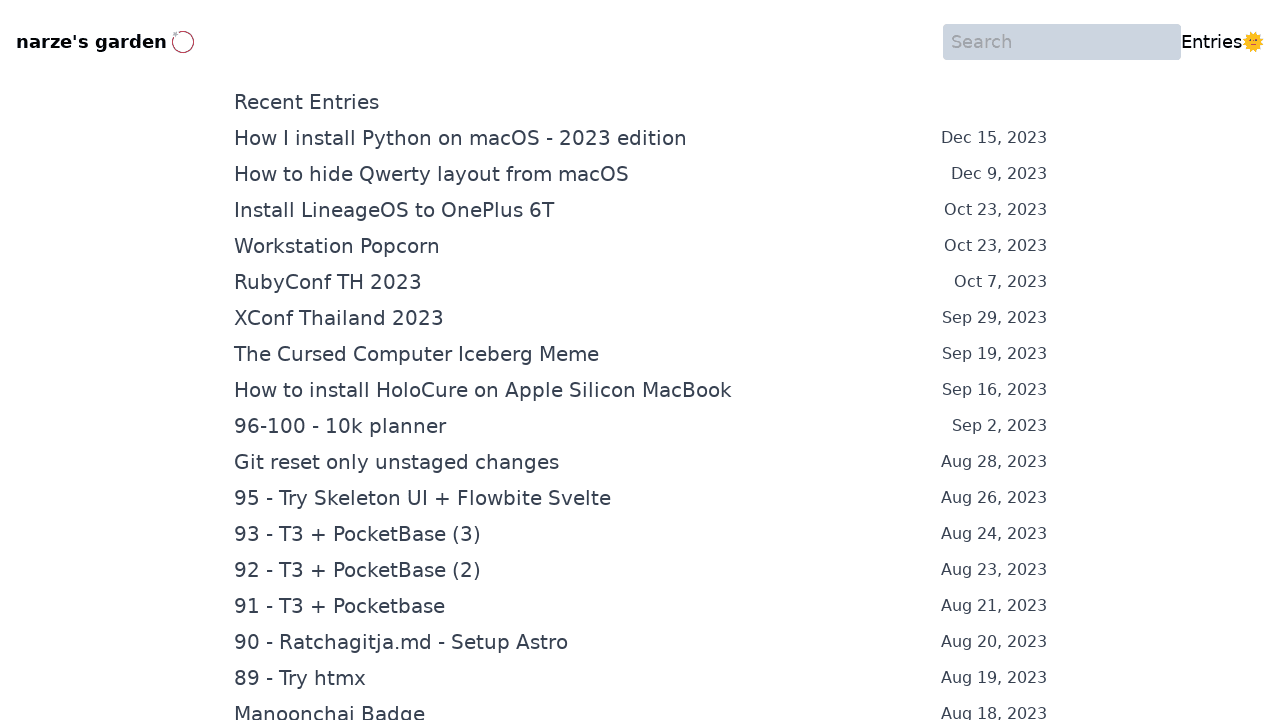 narze's garden
Search
Entries🌞
Recent Entries
How I install Python on macOS - 2023 edition Dec 15, 2023
How to hide Qwerty layout from macOS Dec 9, 2023
Install LineageOS to OnePlus 6T Oct 23, 2023
Workstation Popcorn Oct 23, 2023
RubyConf TH 2023 Oct 7, 2023
XConf Thailand 2023 Sep 29, 2023
The Cursed Computer Iceberg Meme Sep 19, 2023
How to install HoloCure on Apple Silicon MacBook Sep 16, 2023
96-100 - 10k planner Sep 2, 2023
Git reset only unstaged changes Aug 28, 2023
95 - Try Skeleton UI + Flowbite Svelte Aug 26, 2023
93 - T3 + PocketBase (3) Aug 24, 2023
92 - T3 + PocketBase (2) Aug 23, 2023
91 - T3 + Pocketbase Aug 21, 2023
90 - Ratchagitja.md - Setup Astro Aug 20, 2023
89 - Try htmx Aug 19, 2023
Manoonchai Badge Aug 18, 2023